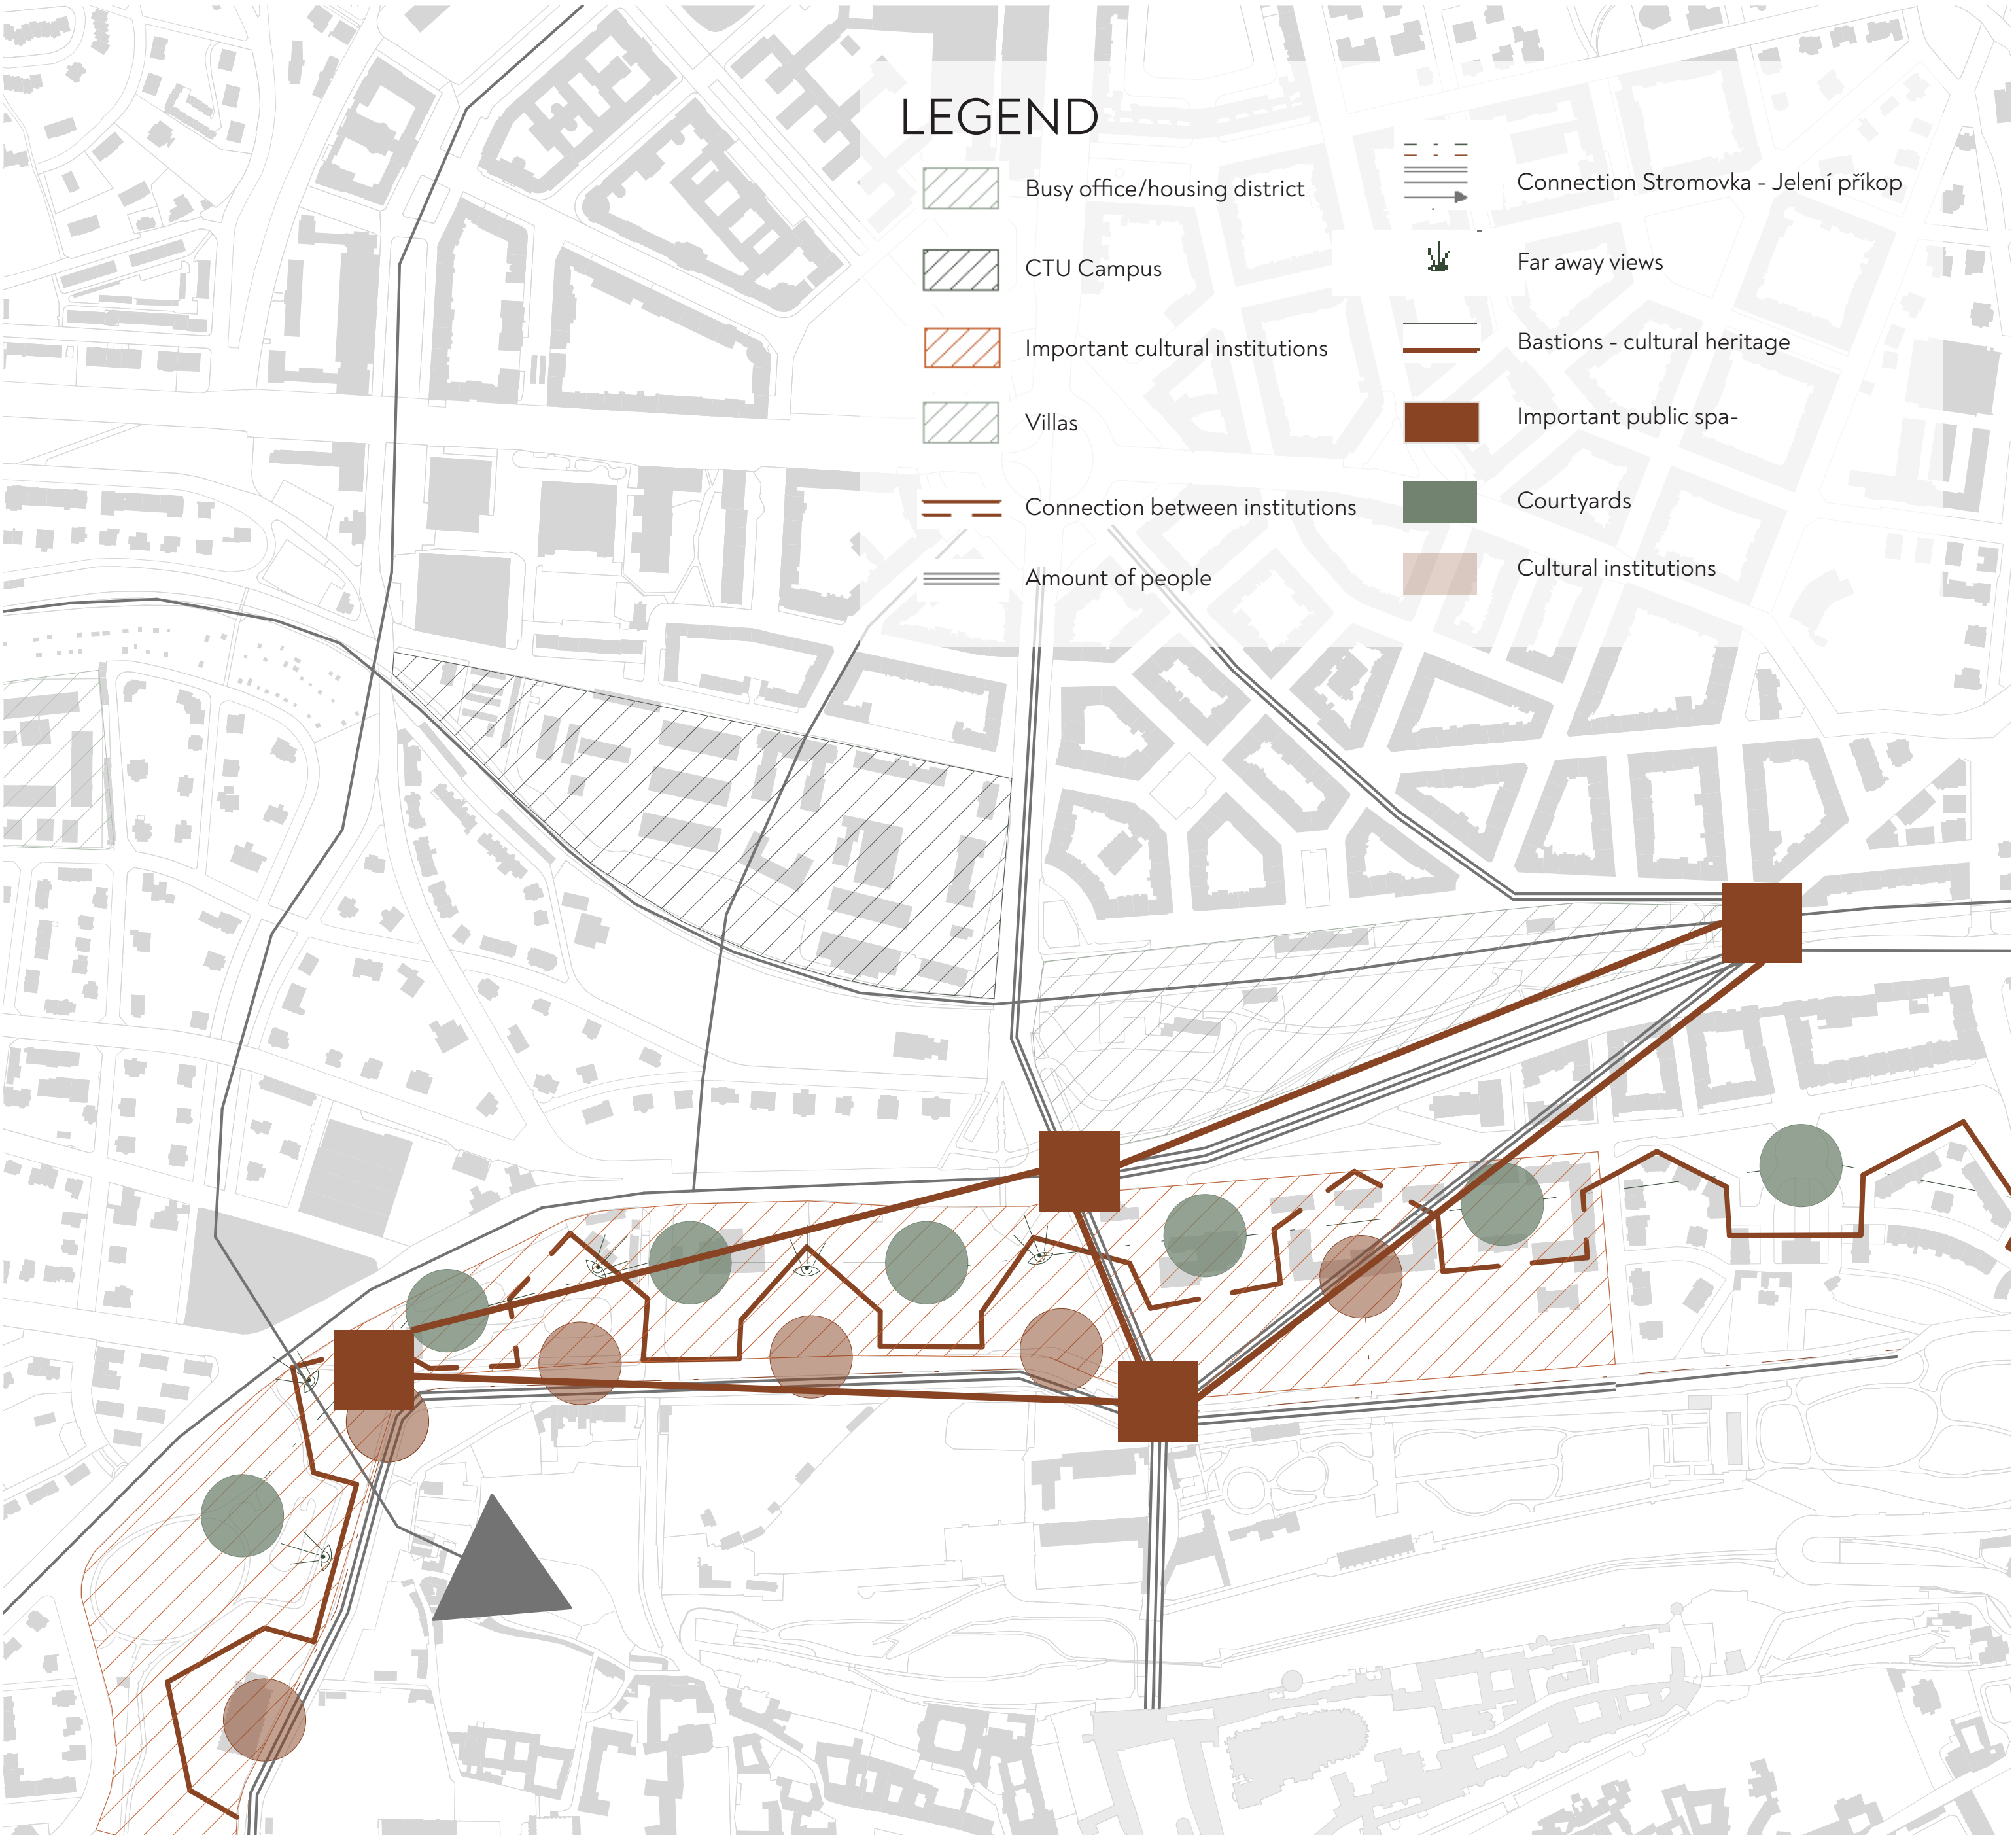 LEGEND
Busy office/housing district
CTU Campus
Important cultural institutions
Villas
Connection between institutions
Amount of people
Connection Stromovka - Jelení příkop
Far away views
Bastions - cultural heritage
Important public spa-
Courtyards
Cultural institutions